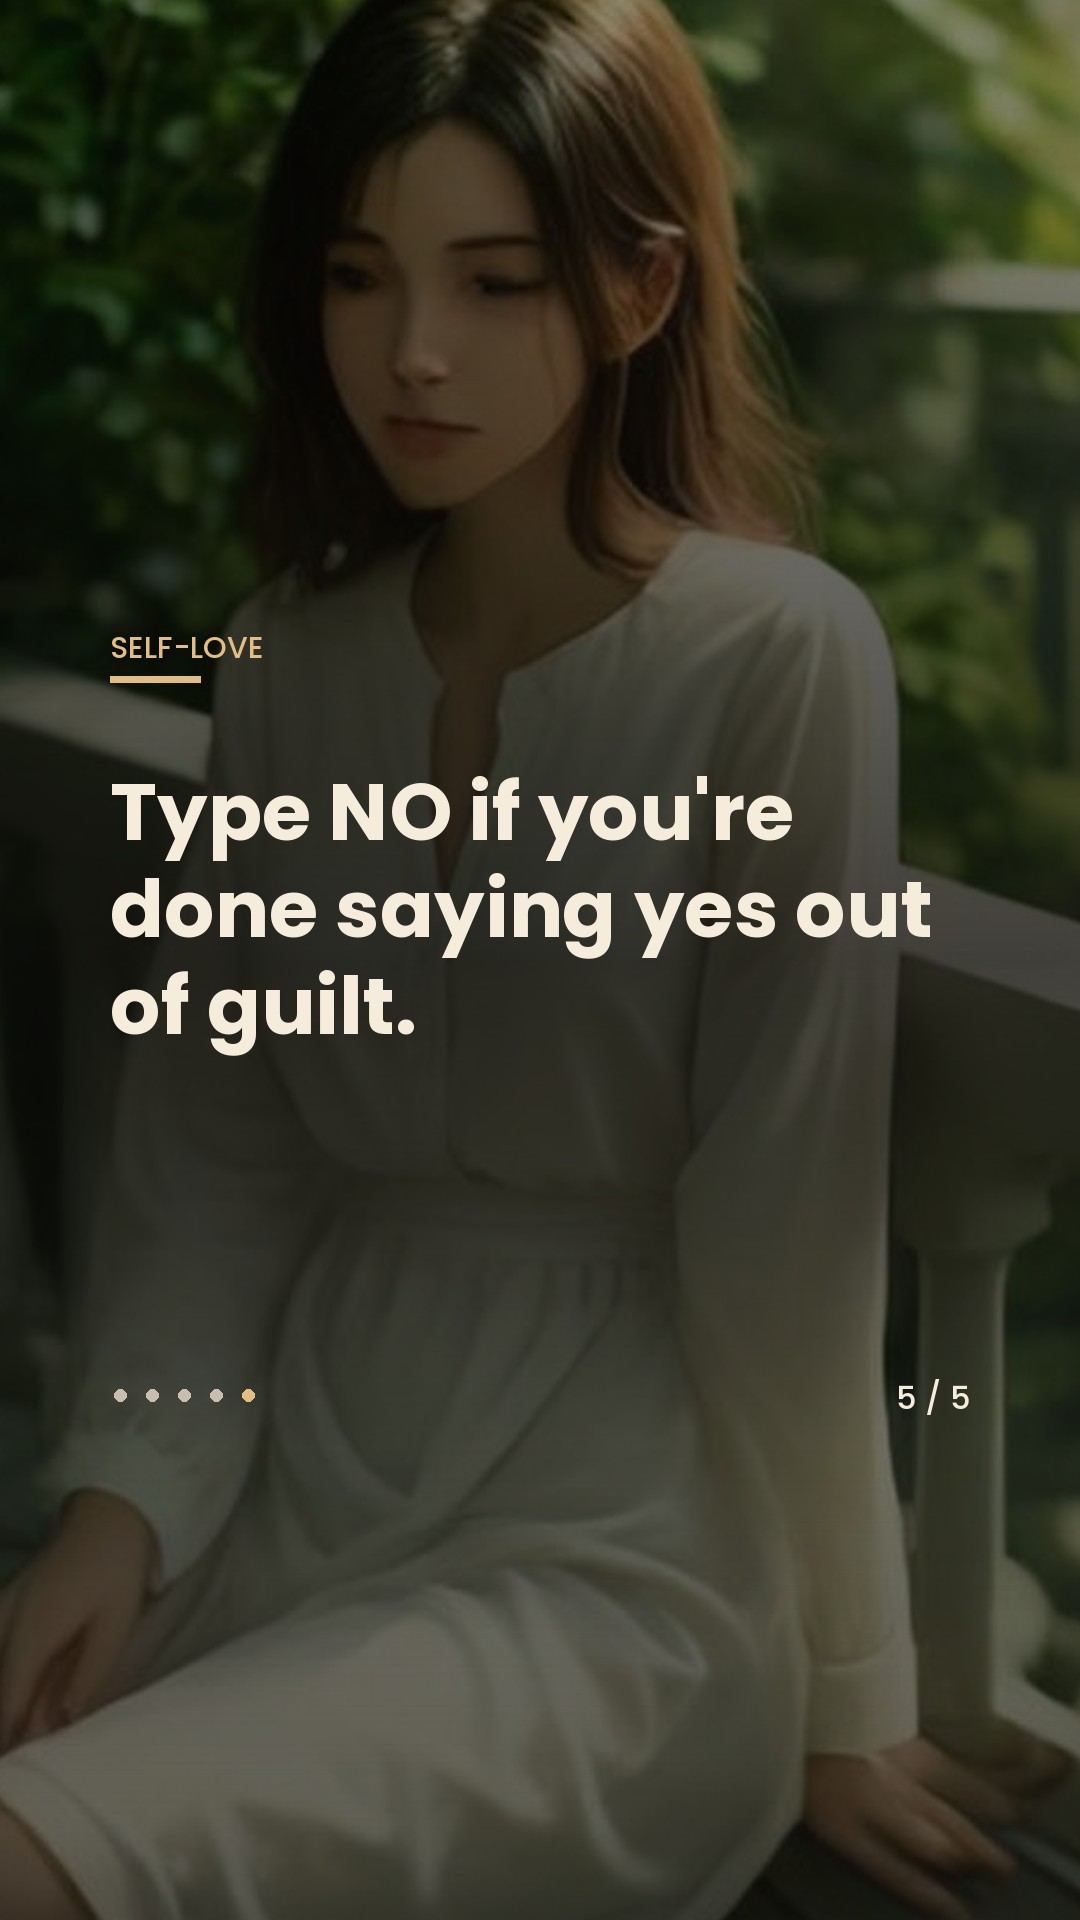 SELF-LOVE
Type NO if you're
done saying yes out
of guilt.
5 / 5